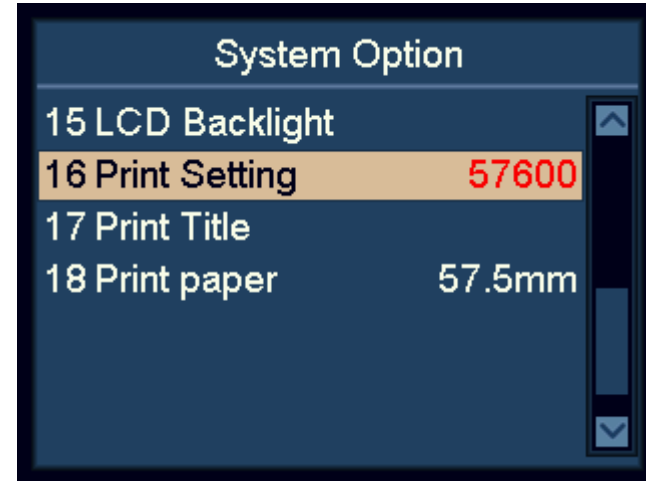 System Option
15 LCD Backlight
16 Print Setting 57600
17 Print Title
18 Print paper 57.5mm